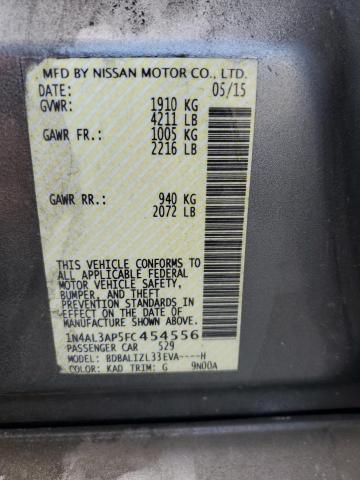 MFD BY NISSAN MOTOR CO., LTD.
DATE: 05/15
GVWR: 1910 KG
4211 LB
GAWR FR.: 1005 KG
2216 LB
GAWR RR.: 940 KG
2072 LB
THIS VEHICLE CONFORMS TO
ALL APPLICABLE FEDERAL
MOTOR VEHICLE SAFETY,
BUMPER, AND THEFT
PREVENTION STANDARDS IN
EFFECT ON THE DATE OF
MANUFACTURE SHOWN ABOVE.
1N4AL3AP5FC454556
PASSENGER CAR 529
MODEL: BDBALIZL33EVA----H
COLOR: KAD TRIM: G 9N00A